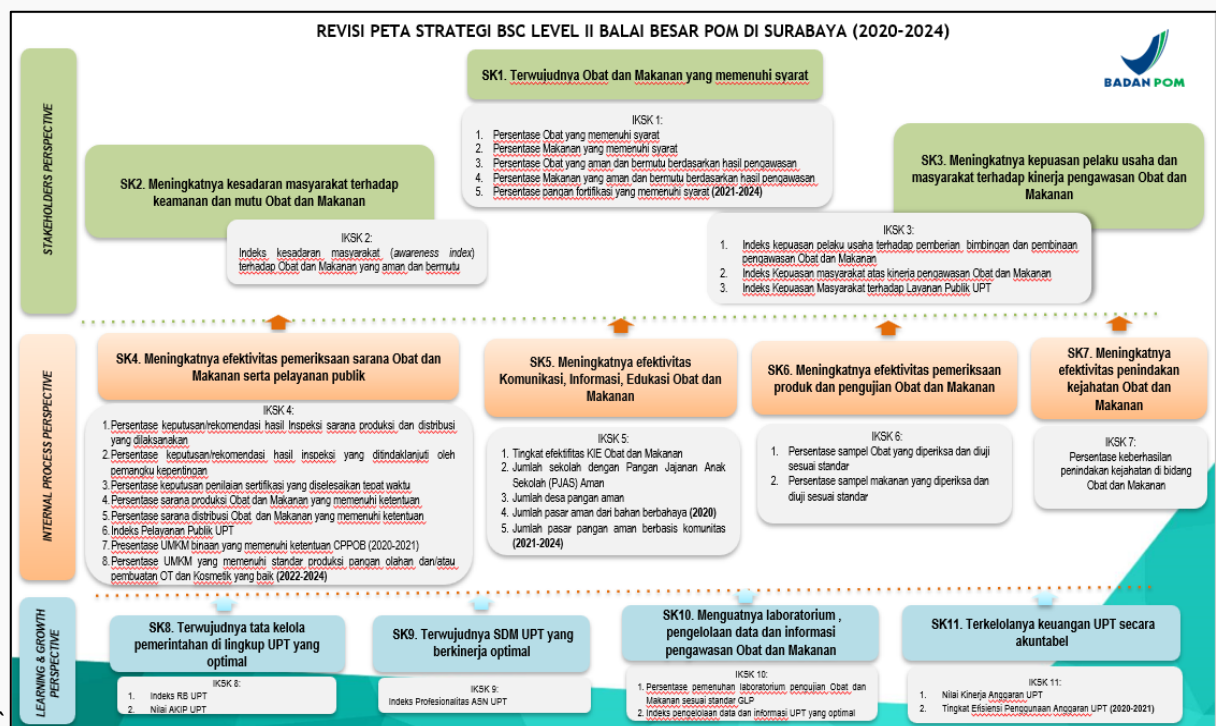 REVISI PETA STRATEGI BSC LEVEL II BALAI BESAR POM DI SURABAYA (2020-2024)
BADAN POM
STAKEHOLDERS PERSPECTIVE
SK1. Terwujudnya Obat dan Makanan yang memenuhi syarat
IKSK 1:
1. Persentase Obat yang memenuhi syarat
2. Persentase Makanan yang memenuhi syarat
3. Persentase Obat yang aman dan bermutu berdasarkan hasil pengawasan
4. Persentase Makanan yang aman dan bermutu berdasarkan hasil pengawasan
5. Persentase pangan fortifikasi yang memenuhi syarat (2021-2024)
SK2. Meningkatnya kesadaran masyarakat terhadap
keamanan dan mutu Obat dan Makanan
IKSK 2:
Indeks kesadaran masyarakat (awareness index)
terhadap Obat dan Makanan yang aman dan bermutu
SK3. Meningkatnya kepuasan pelaku usaha dan
masyarakat terhadap kinerja pengawasan Obat dan
Makanan
IKSK 3:
1. Indeks kepuasan pelaku usaha terhadap pemberian bimbingan dan pembinaan
pengawasan Obat dan Makanan
2. Indeks Kepuasan masyarakat atas kinerja pengawasan Obat dan Makanan
3. Indeks Kepuasan Masyarakat terhadap Layanan Publik UPT
INTERNAL PROCESS PERSPECTIVE
SK4. Meningkatnya efektivitas pemeriksaan sarana Obat dan
Makanan serta pelayanan publik
IKSK 4:
1. Persentase keputusan/rekomendasi hasil Inspeksi sarana produksi dan distribusi
yang dilaksanakan
2. Persentase keputusan/rekomendasi hasil inspeksi yang ditindaklanjuti oleh
pemangku kepentingan
3. Persentase keputusan penilaian sertifikasi yang diselesaikan tepat waktu
4. Persentase sarana produksi Obat dan Makanan yang memenuhi ketentuan
5. Persentase sarana distribusi Obat dan Makanan yang memenuhi ketentuan
6. Indeks Pelayanan Publik UPT
7. Presentase UMKM binaan yang memenuhi ketentuan CPPOB (2020-2021)
8. Persentase UMKM yang memenuhi standar produksi pangan olahan dan/atau
pembuatan OT dan Kosmetik yang baik (2022-2024)
SK5. Meningkatnya efektivitas
Komunikasi, Informasi, Edukasi Obat dan
Makanan
IKSK 5:
1. Tingkat efektifitas KIE Obat dan Makanan
2. Jumlah sekolah dengan Pangan Jajanan Anak
Sekolah (PJAS) Aman
3. Jumlah desa pangan aman
4. Jumlah pasar aman dari bahan berbahaya (2020)
5. Jumlah pasar pangan aman berbasis komunitas
(2021-2024)
SK6. Meningkatnya efektivitas pemeriksaan
produk dan pengujian Obat dan Makanan
IKSK 6:
1. Persentase sampel Obat yang diperiksa dan diuji
sesuai standar
2. Persentase sampel makanan yang diperiksa dan
diuji sesuai standar
SK7. Meningkatnya
efektivitas penindakan
kejahatan Obat dan
Makanan
IKSK 7:
Persentase keberhasilan
penindakan kejahatan di bidang
Obat dan Makanan
LEARNING & GROWTH
PERSPECTIVE
SK8. Terwujudnya tata kelola
pemerintahan di lingkup UPT yang
optimal
IKSK 8:
1. Indeks RB UPT
2. Nilai AKIP UPT
SK9. Terwujudnya SDM UPT yang
berkinerja optimal
IKSK 9:
Indeks Profesionalitas ASN UPT
SK10. Menguatnya laboratorium ,
pengelolaan data dan informasi
pengawasan Obat dan Makanan
IKSK 10:
1. Persentase pemenuhan laboratorium pengujian Obat dan
Makanan sesuai standar GLP
2. Indeks pengelolaan data dan informasi UPT yang optimal
SK11. Terkelolanya keuangan UPT secara
akuntabel
IKSK 11:
1. Nilai Kinerja Anggaran UPT
2. Tingkat Efisiensi Penggunaan Anggaran UPT (2020-2021)